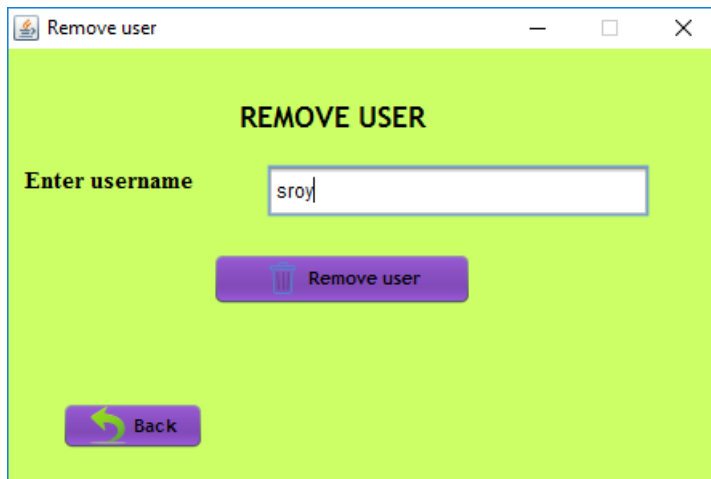 Remove user
REMOVE USER
Enter username
sroy
Remove user
Back